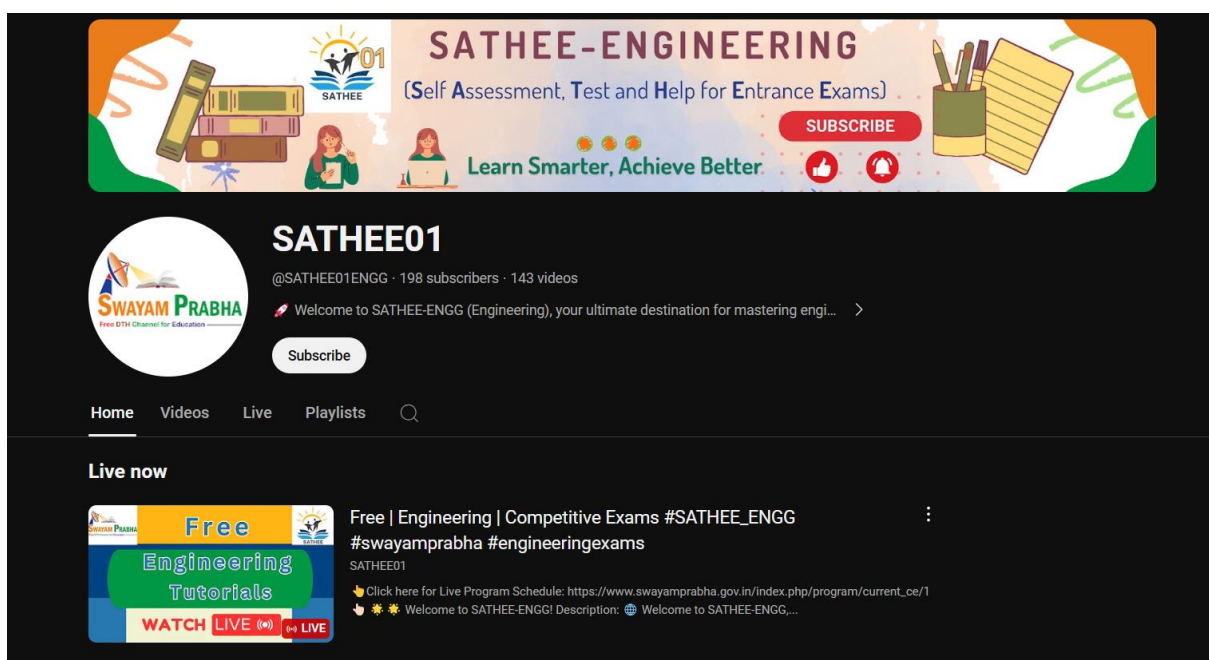 SATHEE-ENGINEERING
01
SATHEE
(Self Assessment, Test and Help for Entrance Exams)
SUBSCRIBE
Learn Smarter, Achieve Better
SWAYAM PRABHA
Free DTH Channel for Education
SATHEE01
@SATHEE01ENGG · 198 subscribers · 143 videos
🚀 Welcome to SATHEE-ENGG (Engineering), your ultimate destination for mastering engi...
Subscribe
Home Videos Live Playlists
Live now
SWAYAM PRABHA
Free
SATHEE
Engineering
Tutorials
WATCH LIVE
LIVE
Free | Engineering | Competitive Exams #SATHEE_ENGG
#swayamprabha #engineeringexams
SATHEE01
👆Click here for Live Program Schedule: https://www.swayamprabha.gov.in/index.php/program/current_ce/1
👆 🌟 🌟 Welcome to SATHEE-ENGG! Description: 🌐 Welcome to SATHEE-ENGG,...